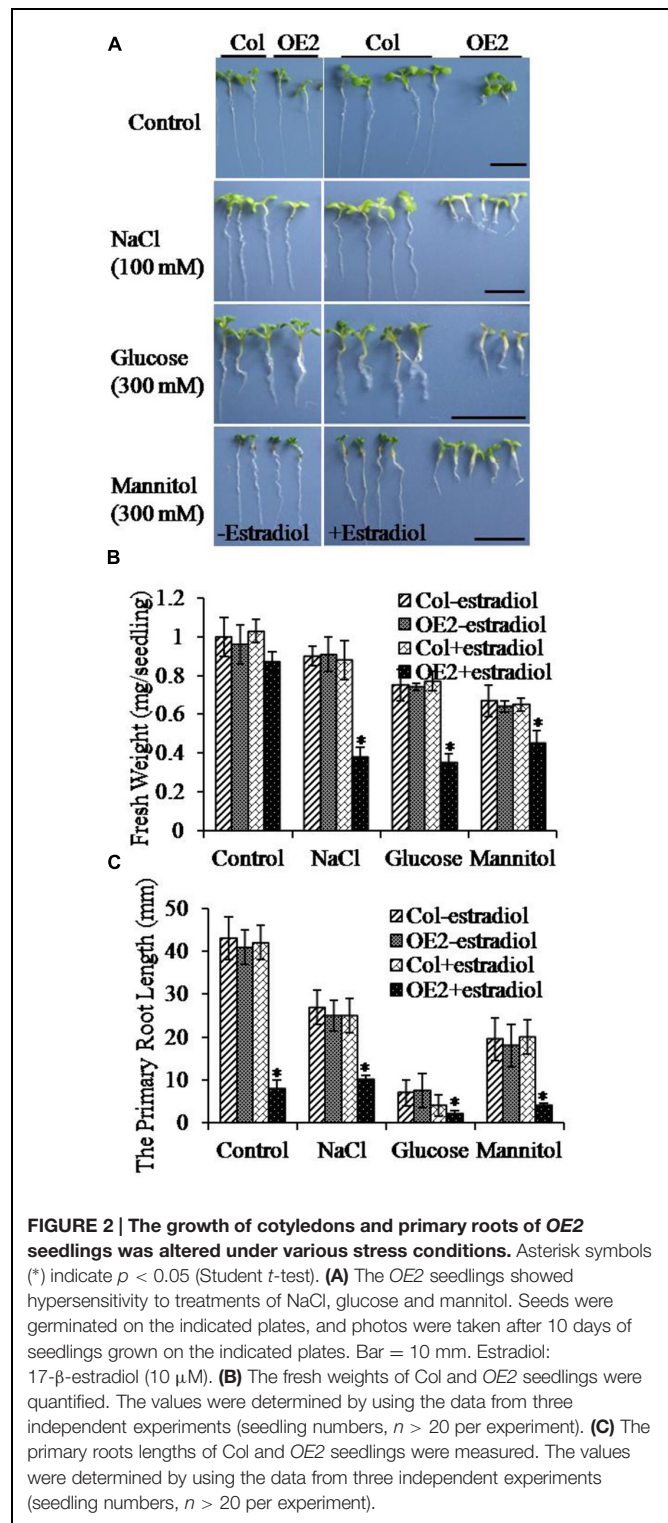 A
Col OE2 Col OE2
Control
NaCl
(100 mM)
Glucose
(300 mM)
Mannitol
(300 mM)
-Estradiol +Estradiol
B
Fresh Weight (mg/seedling)
1.2
1
0.8
0.6
0.4
0.2
0
Col-estradiol
OE2-estradiol
Col+estradiol
OE2+estradiol
* * *
Control NaCl Glucose Mannitol
C
The Primary Root Length (mm)
50
40
30
20
10
0
Col-estradiol
OE2-estradiol
Col+estradiol
OE2+estradiol
* * * *
Control NaCl Glucose Mannitol
FIGURE 2 | The growth of cotyledons and primary roots of OE2
seedlings was altered under various stress conditions. Asterisk symbols
(*) indicate p < 0.05 (Student t-test). (A) The OE2 seedlings showed
hypersensitivity to treatments of NaCl, glucose and mannitol. Seeds were
germinated on the indicated plates, and photos were taken after 10 days of
seedlings grown on the indicated plates. Bar = 10 mm. Estradiol:
17-β-estradiol (10 μM). (B) The fresh weights of Col and OE2 seedlings were
quantified. The values were determined by using the data from three
independent experiments (seedling numbers, n > 20 per experiment). (C) The
primary roots lengths of Col and OE2 seedlings were measured. The values
were determined by using the data from three independent experiments
(seedling numbers, n > 20 per experiment).